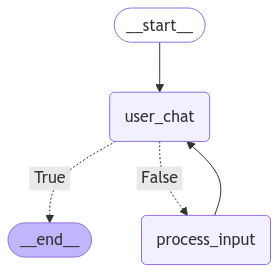 __start__
user_chat
True
False
__end__
process_input